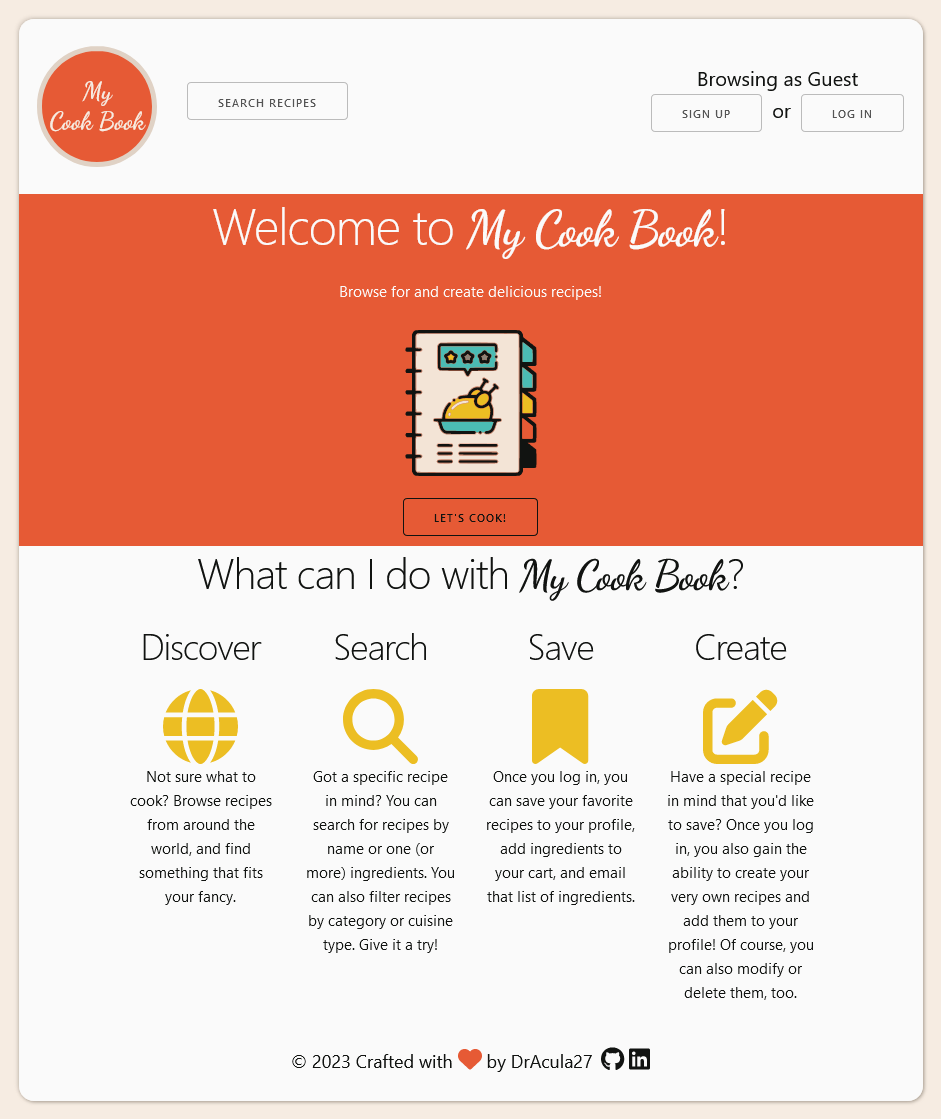 My
Cook Book
SEARCH RECIPES
Browsing as Guest
SIGN UP or LOG IN
Welcome to My Cook Book!
Browse for and create delicious recipes!
LET'S COOK!
What can I do with My Cook Book?
Discover
Not sure what to
cook? Browse recipes
from around the
world, and find
something that fits
your fancy.
Search
Got a specific recipe
in mind? You can
search for recipes by
name or one (or
more) ingredients. You
can also filter recipes
by category or cuisine
type. Give it a try!
Save
Once you log in, you
can save your favorite
recipes to your profile,
add ingredients to
your cart, and email
that list of ingredients.
Create
Have a special recipe
in mind that you'd like
to save? Once you log
in, you also gain the
ability to create your
very own recipes and
add them to your
profile! Of course, you
can also modify or
delete them, too.
© 2023 Crafted with by DrAcula27